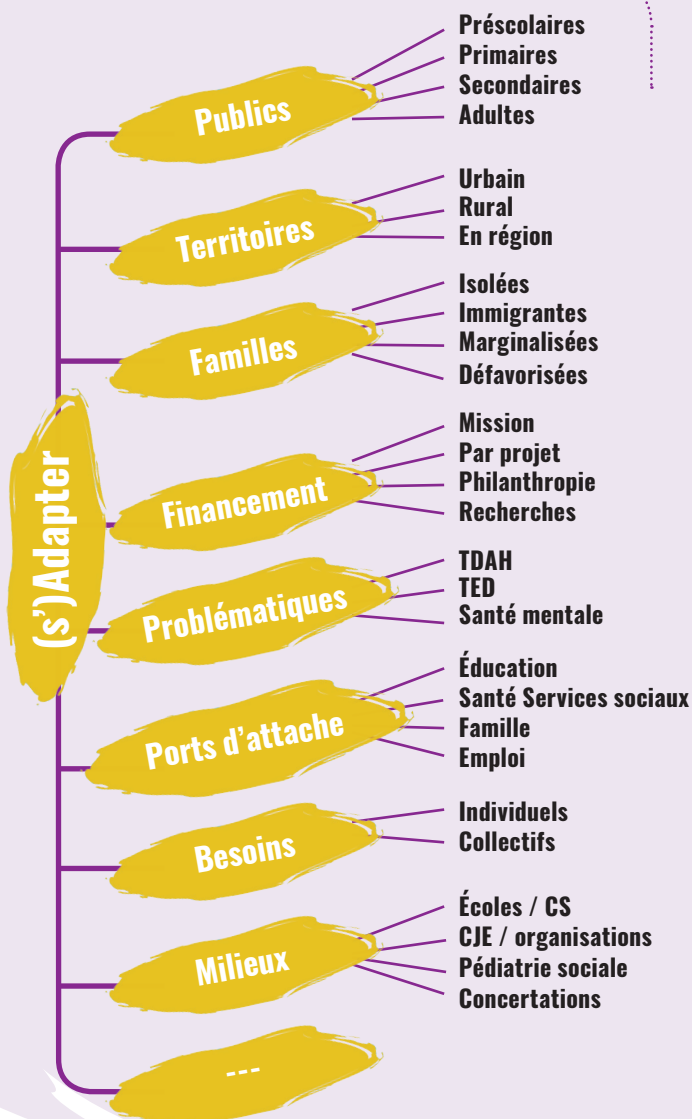 (s’)Adapter
Publics
Préscolaires
Primaires
Secondaires
Adultes
Territoires
Urbain
Rural
En région
Familles
Isolées
Immigrantes
Marginalisées
Défavorisées
Financement
Mission
Par projet
Philanthropie
Recherches
Problématiques
TDAH
TED
Santé mentale
Ports d’attache
Éducation
Santé Services sociaux
Famille
Emploi
Besoins
Individuels
Collectifs
Milieux
Écoles / CS
CJE / organisations
Pédiatrie sociale
Concertations
---